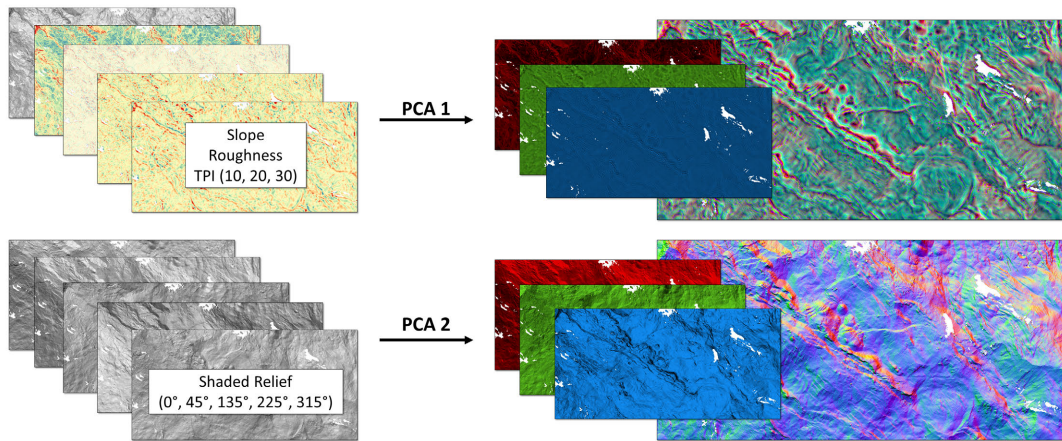 Slope
Roughness
TPI (10, 20, 30)
PCA 1
Shaded Relief
(0°, 45°, 135°, 225°, 315°)
PCA 2